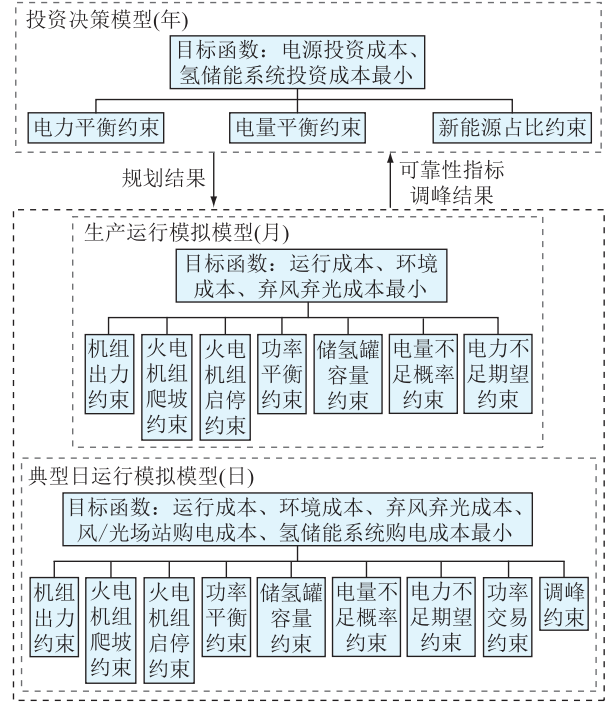 投资决策模型(年)
目标函数：电源投资成本、
氢储能系统投资成本最小
电力平衡约束
电量平衡约束
新能源占比约束
规划结果
可靠性指标
调峰结果
生产运行模拟模型(月)
目标函数：运行成本、环境
成本、弃风弃光成本最小
机组
出力
约束
火电
机组
爬坡
约束
火电
机组
启停
约束
功率
平衡
约束
储氢罐
容量
约束
电量不
足概率
约束
电力不
足期望
约束
典型日运行模拟模型(日)
目标函数：运行成本、环境成本、弃风弃光成本、
风/光场站购电成本、氢储能系统购电成本最小
机组
出力
约束
火电
机组
爬坡
约束
火电
机组
启停
约束
功率
平衡
约束
储氢罐
容量
约束
电量不
足概率
约束
电力不
足期望
约束
功率
交易
约束
调峰
约束